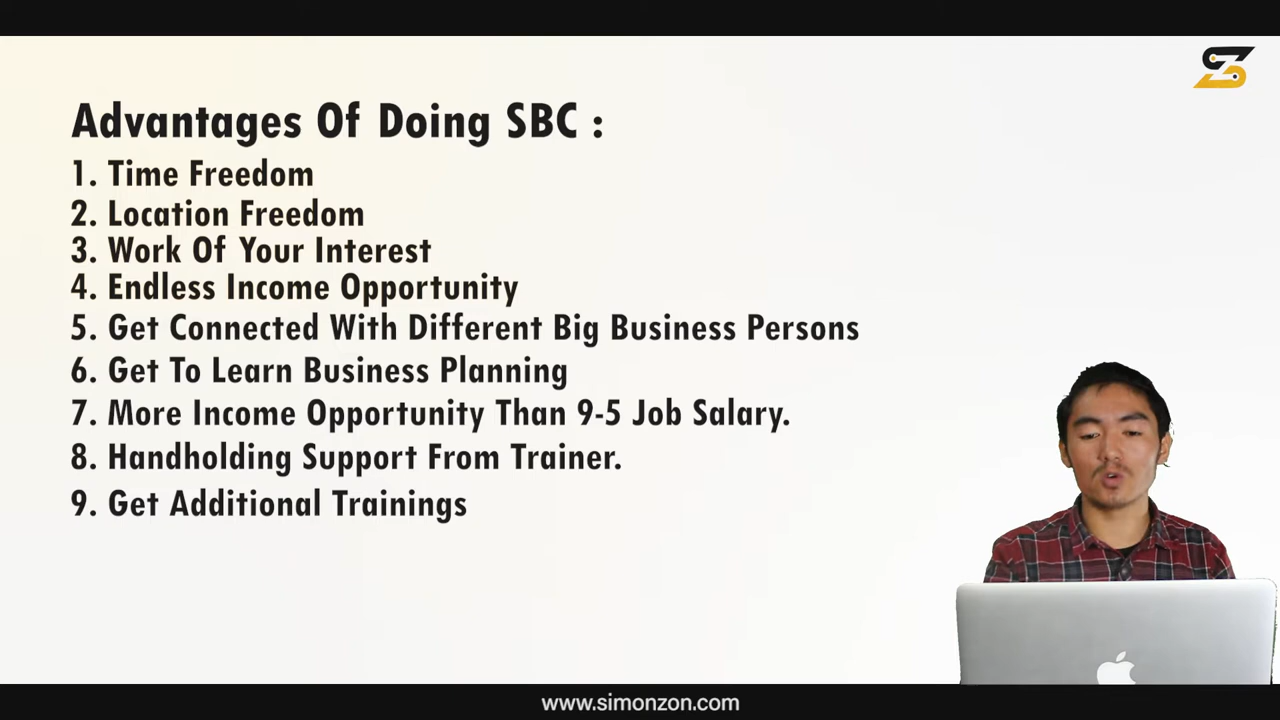 Advantages Of Doing SBC :
1. Time Freedom
2. Location Freedom
3. Work Of Your Interest
4. Endless Income Opportunity
5. Get Connected With Different Big Business Persons
6. Get To Learn Business Planning
7. More Income Opportunity Than 9-5 Job Salary.
8. Handholding Support From Trainer.
9. Get Additional Trainings
www.simonzon.com